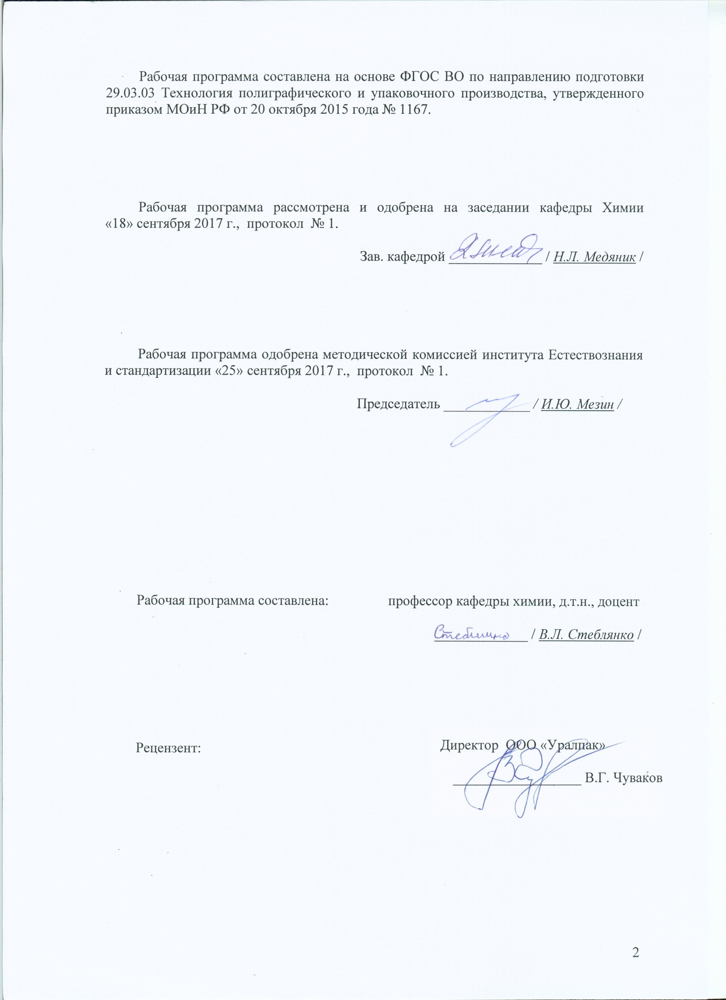 Рабочая программа составлена на основе ФГОС ВО по направлению подготовки
29.03.03 Технология полиграфического и упаковочного производства, утвержденного
приказом МОиН РФ от 20 октября 2015 года № 1167.
Рабочая программа рассмотрена и одобрена на заседании кафедры Химии
«18» сентября 2017 г., протокол № 1.
Зав. кафедрой / Н.Л. Медяник /
Рабочая программа одобрена методической комиссией института Естествознания
и стандартизации «25» сентября 2017 г., протокол № 1.
Председатель / И.Ю. Мезин /
Рабочая программа составлена: профессор кафедры химии, д.т.н., доцент
/ В.Л. Стеблянко /
Рецензент: Директор ООО «Уралпак»
В.Г. Чуваков
2